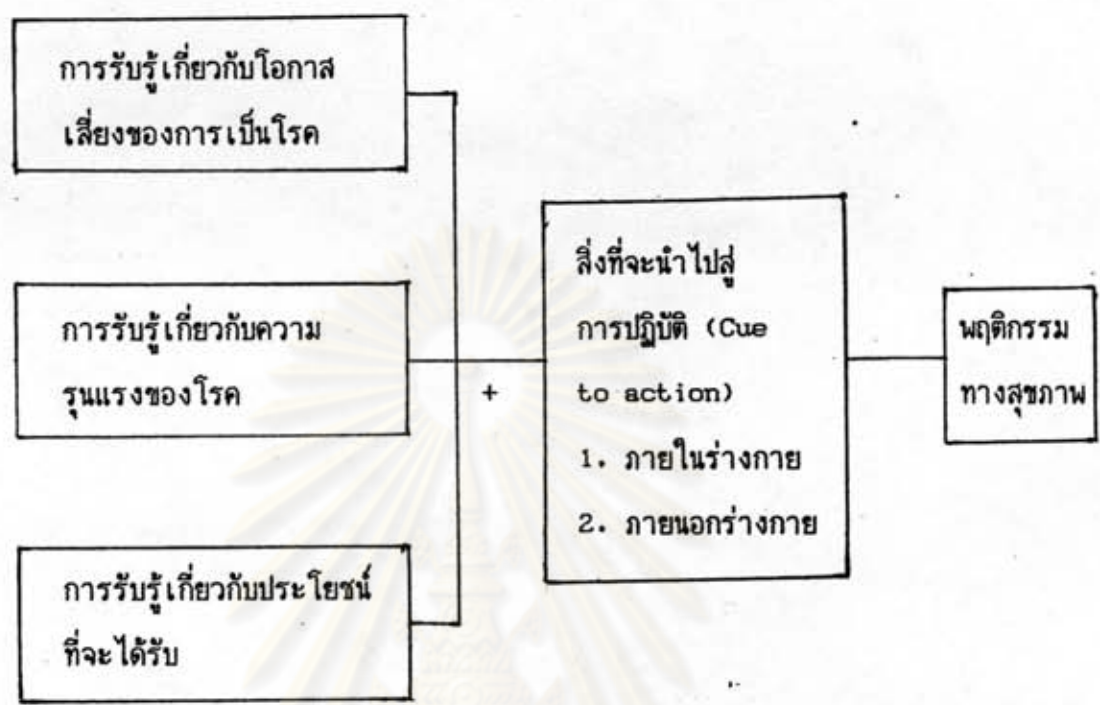 การรับรู้เกี่ยวกับโอกาส
เสี่ยงของการเป็นโรค
การรับรู้เกี่ยวกับความ
รุนแรงของโรค
การรับรู้เกี่ยวกับประโยชน์
ที่จะได้รับ
+
สิ่งที่จะนำไปสู่
การปฏิบัติ (Cue
to action)
1. ภายในร่างกาย
2. ภายนอกร่างกาย
พฤติกรรม
ทางสุขภาพ